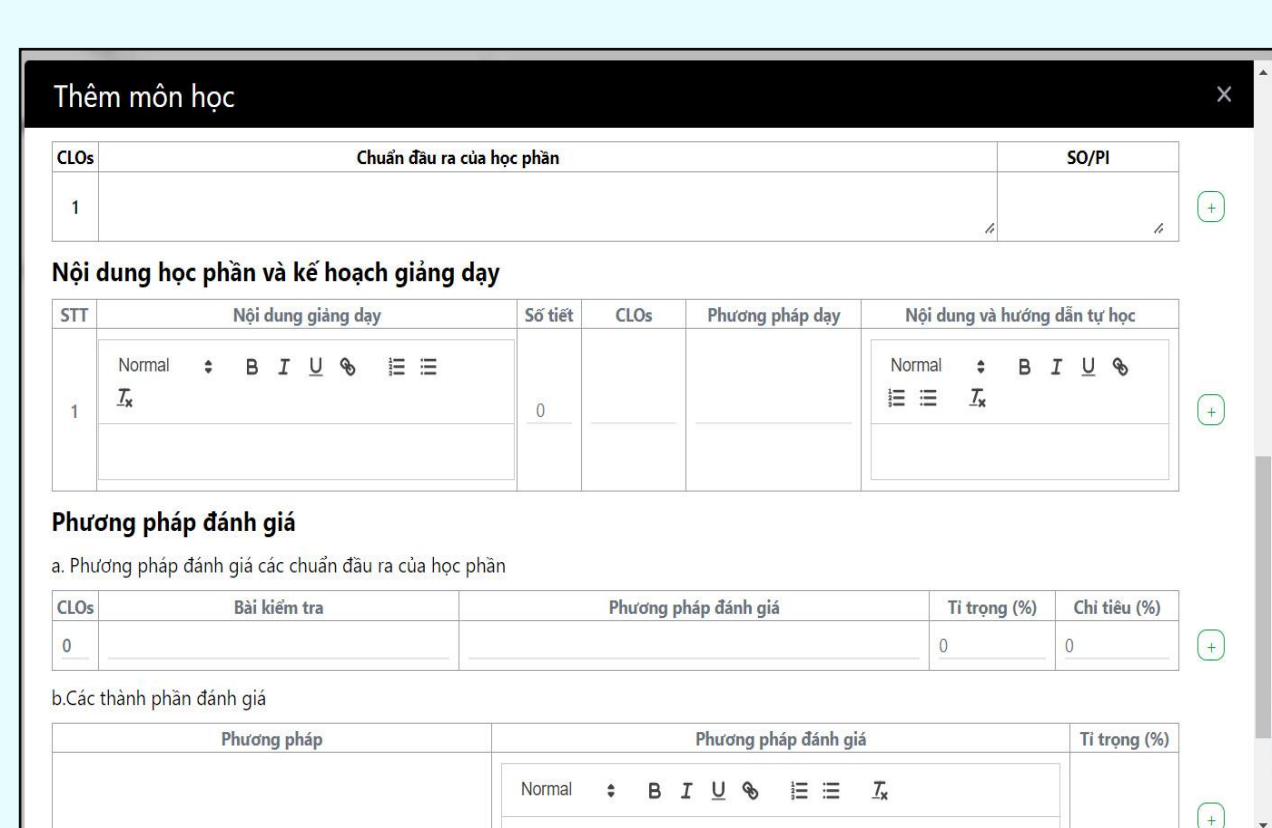 Thêm môn học
CLOs Chuẩn đầu ra của học phần SO/PI
1
+
Nội dung học phần và kế hoạch giảng dạy
STT Nội dung giảng dạy Số tiết CLOs Phương pháp dạy Nội dung và hướng dẫn tự học
Normal B I U Normal B I U
1 0
+
Phương pháp đánh giá
a. Phương pháp đánh giá các chuẩn đầu ra của học phần
CLOs Bài kiểm tra Phương pháp đánh giá Tỉ trọng (%) Chỉ tiêu (%)
0 0 0
+
b.Các thành phần đánh giá
Phương pháp Phương pháp đánh giá Tỉ trọng (%)
Normal B I U
+